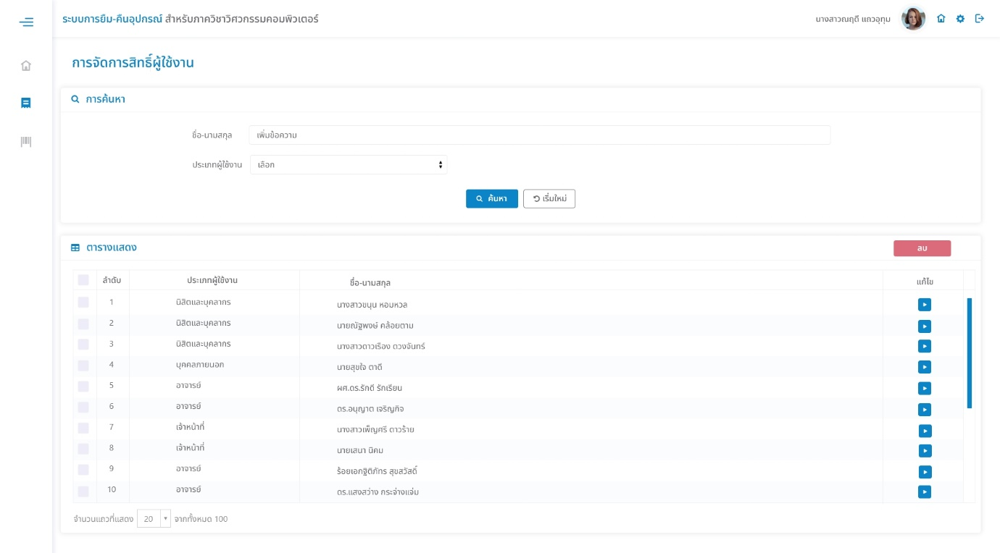 ระบบการยืม-คืนอุปกรณ์ สำหรับภาควิชาวิศวกรรมคอมพิวเตอร์ นางสาวณฤดี แถวอุทุม
การจัดการสิทธิ์ผู้ใช้งาน
การค้นหา
ชื่อ-นามสกุล เพิ่มข้อความ
ประเภทผู้ใช้งาน เลือก
ค้นหา เริ่มใหม่
ตารางแสดง ลบ
ลำดับ ประเภทผู้ใช้งาน ชื่อ-นามสกุล แก้ไข
1 นิสิตและบุคลากร นางสาวขนุน หอมหวล
2 นิสิตและบุคลากร นายณัฐพงษ์ คล้อยตาม
3 นิสิตและบุคลากร นางสาวดาวเรือง ดวงจันทร์
4 บุคคลภายนอก นายสุขใจ ตาดี
5 อาจารย์ ผศ.ดร.รักดี รักเรียน
6 อาจารย์ ดร.อนุญาต เจริญกิจ
7 เจ้าหน้าที่ นางสาวเพ็ญศรี ดาวร้าย
8 เจ้าหน้าที่ นายเสนา นิคม
9 อาจารย์ ร้อยเอกฐิติภัทร สุขสวัสดิ์
10 อาจารย์ ดร.แสงสว่าง กระจ่างแจ่ม
จำนวนแถวที่แสดง 20 จากทั้งหมด 100